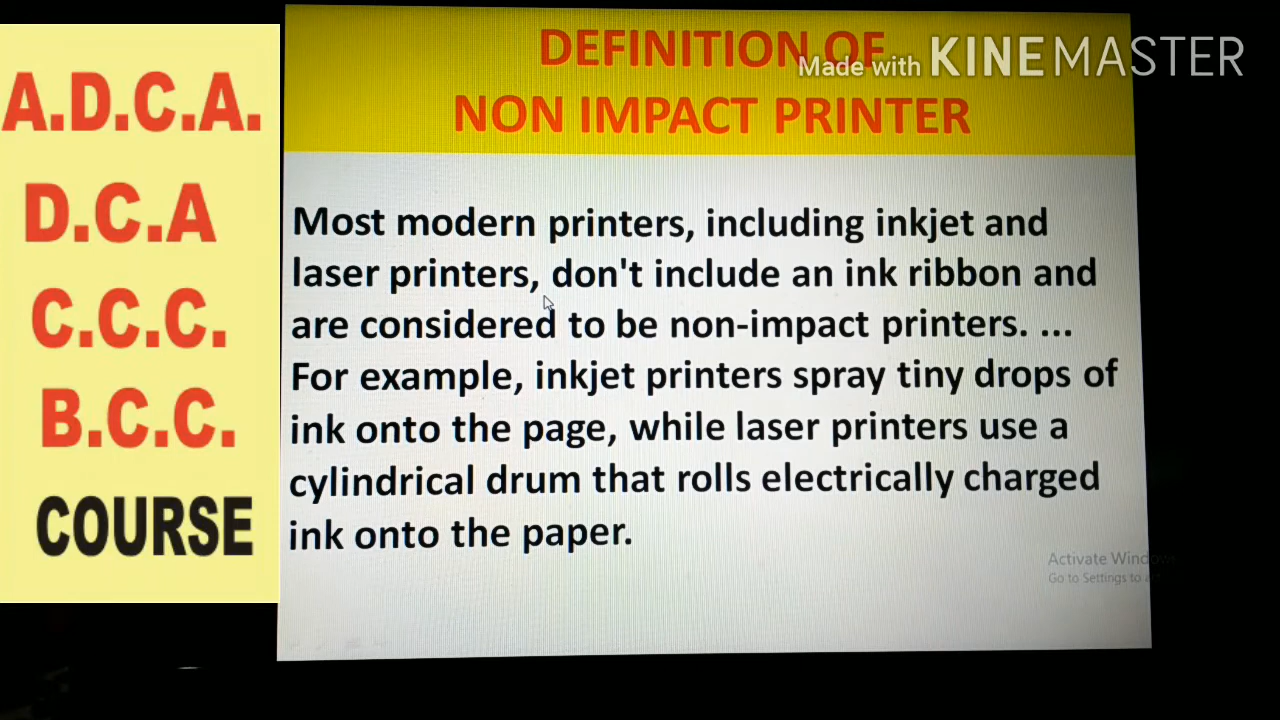 A.D.C.A.
D.C.A
C.C.C.
B.C.C.
COURSE
DEFINITION OF
NON IMPACT PRINTER
Made with KINEMASTER
Most modern printers, including inkjet and
laser printers, don't include an ink ribbon and
are considered to be non-impact printers. ...
For example, inkjet printers spray tiny drops of
ink onto the page, while laser printers use a
cylindrical drum that rolls electrically charged
ink onto the paper.
Activate Windows
Go to Settings to